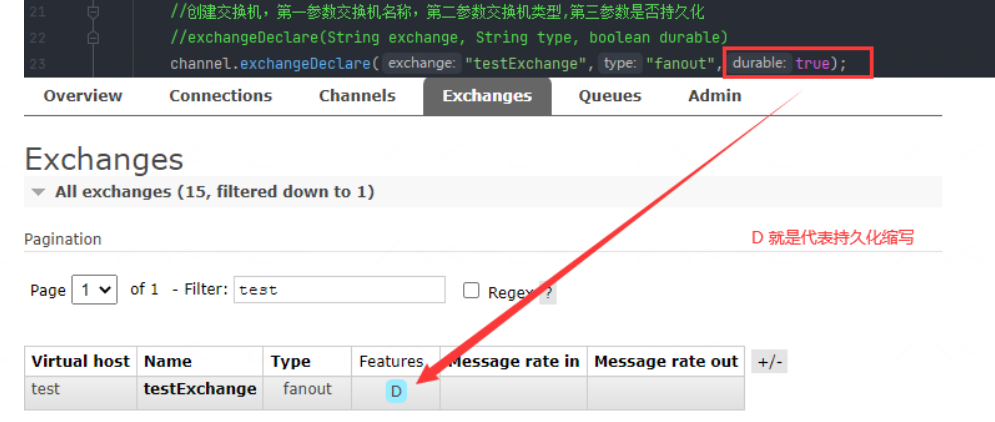 21 //创建交换机，第一参数交换机名称，第二参数交换机类型,第三参数是否持久化
22 //exchangeDeclare(String exchange, String type, boolean durable)
23 channel.exchangeDeclare( exchange: "testExchange", type: "fanout", durable: true);
Overview Connections Channels Exchanges Queues Admin
Exchanges
All exchanges (15, filtered down to 1)
Pagination
D 就是代表持久化缩写
Page 1 of 1 - Filter: test Regex ?
Virtual host Name Type Features Message rate in Message rate out +/-
test testExchange fanout D